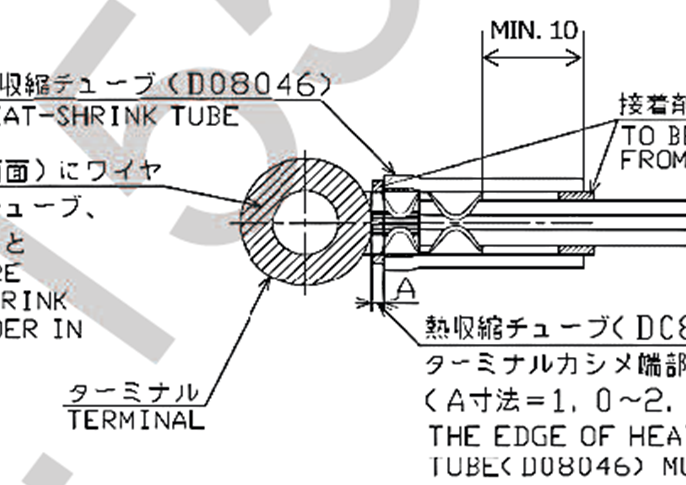 MIN. 10
収縮チューブ(D08046)
EAT-SHRINK TUBE
接着剤
TO BE
FROM
面)にワイヤ
ューブ、
と
RE
RINK
DER IN
A
ターミナル
TERMINAL
熱収縮チューブ(DC8
ターミナルカシメ端部
(A寸法=1.0~2.
THE EDGE OF HEA
TUBE(D08046) MU